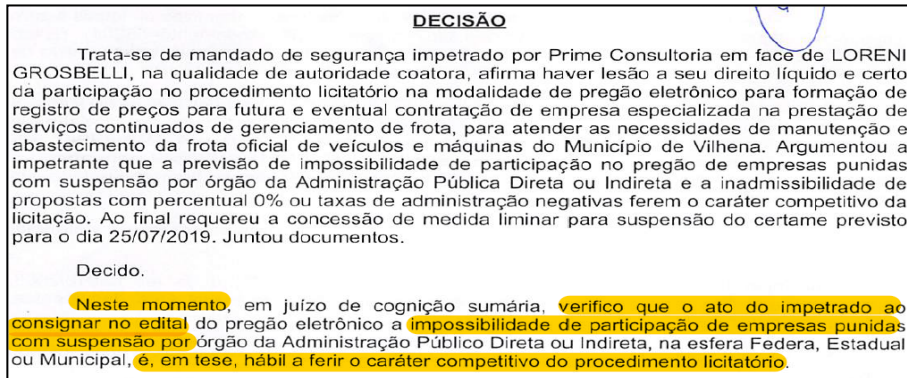 DECISÃO
Trata-se de mandado de segurança impetrado por Prime Consultoria em face de LORENI
GROSBELLI, na qualidade de autoridade coatora, afirma haver lesão a seu direito líquido e certo
da participação no procedimento licitatório na modalidade de pregão eletrônico para formação de
registro de preços para futura e eventual contratação de empresa especializada na prestação de
serviços continuados de gerenciamento de frota, para atender as necessidades de manutenção e
abastecimento da frota oficial de veículos e máquinas do Município de Vilhena. Argumentou a
impetrante que a previsão de impossibilidade de participação no pregão de empresas punidas
com suspensão por órgão da Administração Pública Direta ou Indireta e a inadmissibilidade de
propostas com percentual 0% ou taxas de administração negativas ferem o caráter competitivo da
licitação. Ao final requereu a concessão de medida liminar para suspensão do certame previsto
para o dia 25/07/2019. Juntou documentos.
Decido.
Neste momento, em juízo de cognição sumária, verifico que o ato do impetrado ao
consignar no edital do pregão eletrônico a impossibilidade de participação de empresas punidas
com suspensão por órgão da Administração Público Direta ou Indireta, na esfera Federa, Estadual
ou Municipal, é, em tese, hábil a ferir o caráter competitivo do procedimento licitatório.